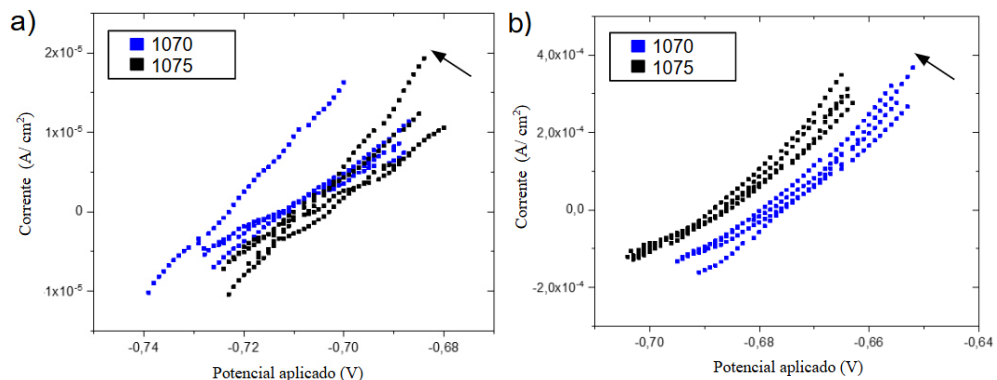 a)
1070
1075
2x10⁻⁵
1x10⁻⁵
0
1x10⁻⁵
-0,74
-0,72
-0,70
-0,68
Corrente (A/ cm²)
Potencial aplicado (V)
b)
1070
1075
4,0x10⁻⁴
2,0x10⁻⁴
0,0
-2,0x10⁻⁴
-0,70
-0,68
-0,66
-0,64
Corrente (A/ cm²)
Potencial aplicado (V)